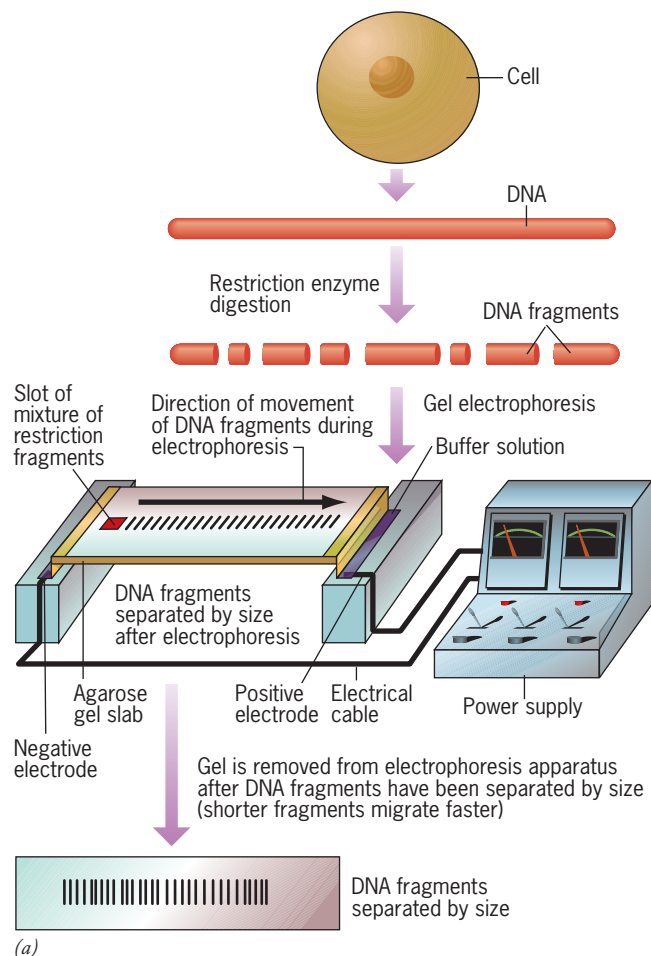 Cell
DNA
Restriction enzyme
digestion
DNA fragments
Slot of
mixture of
restriction
fragments
Direction of movement
of DNA fragments during
electrophoresis
Gel electrophoresis
Buffer solution
DNA fragments
separated by size
after electrophoresis
Agarose
gel slab
Negative
electrode
Positive
electrode
Electrical
cable
Power supply
Gel is removed from electrophoresis apparatus
after DNA fragments have been separated by size
(shorter fragments migrate faster)
DNA fragments
separated by size
(a)